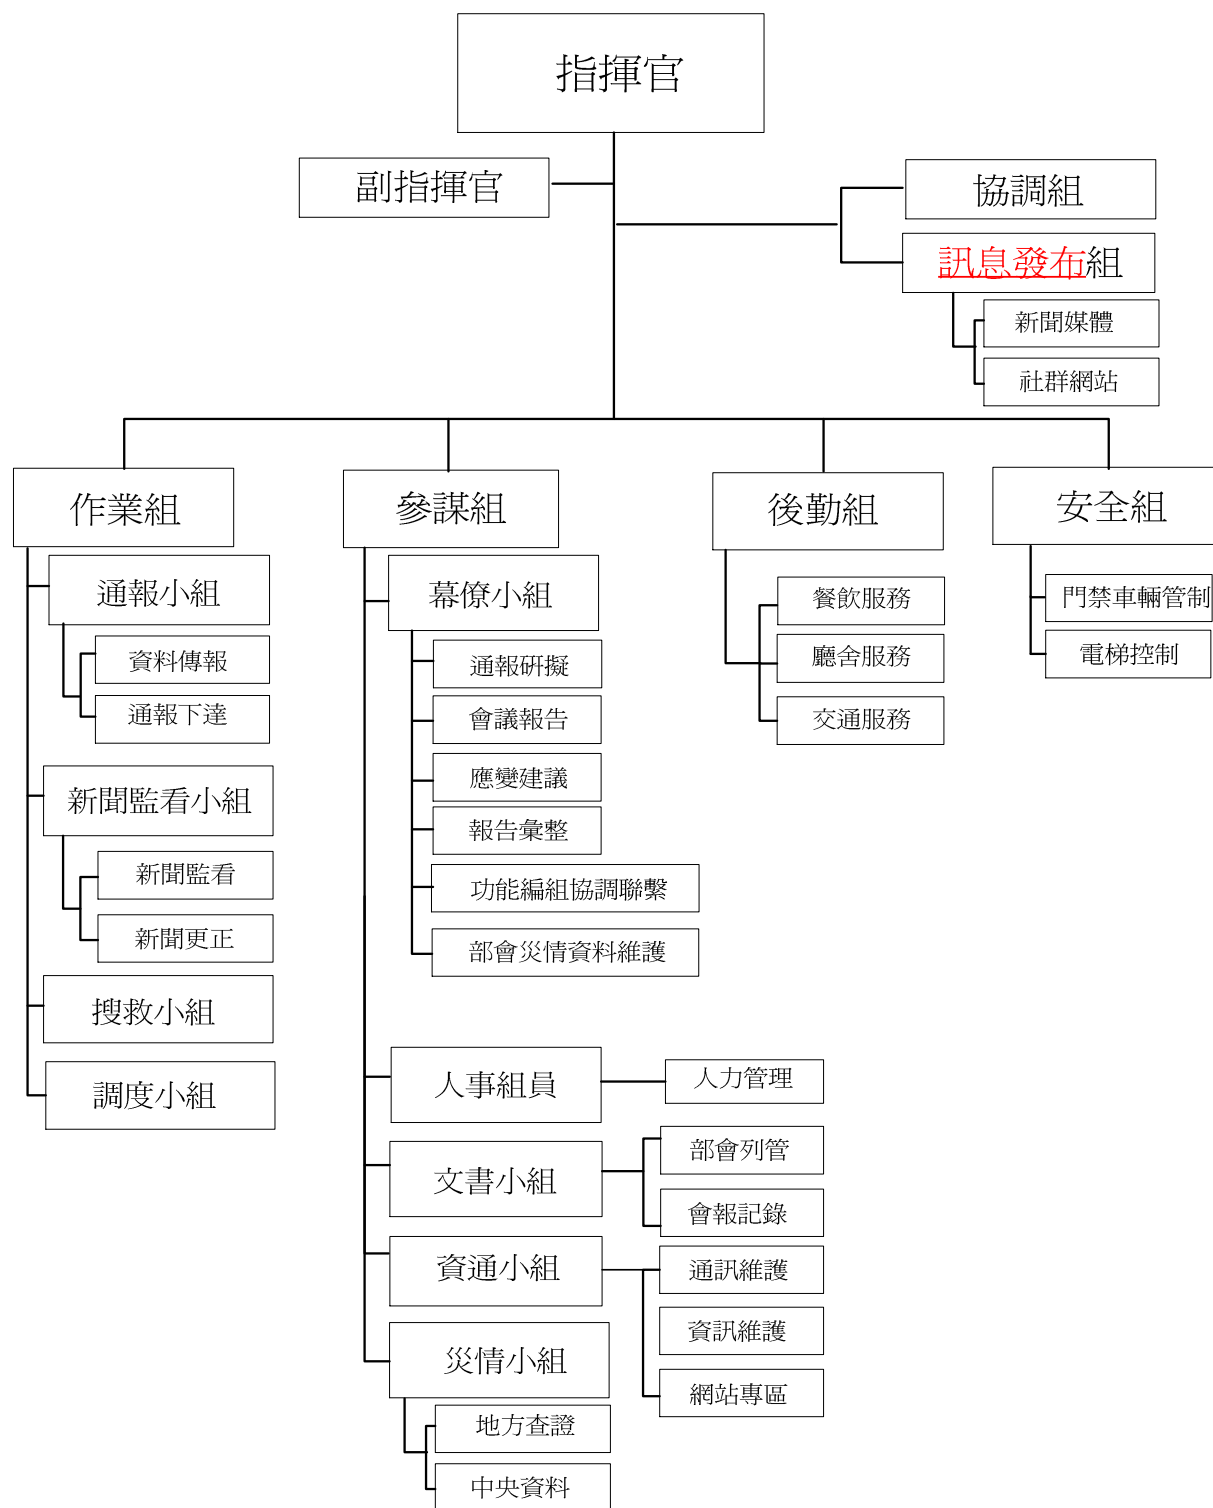 指揮官
副指揮官
協調組
訊息發布組
新聞媒體
社群網站
作業組
通報小組
資料傳報
通報下達
新聞監看小組
新聞監看
新聞更正
搜救小組
調度小組
參謀組
幕僚小組
通報研擬
會議報告
應變建議
報告彙整
功能編組協調聯繫
部會災情資料維護
人事組員
人力管理
文書小組
部會列管
會報記錄
資通小組
通訊維護
資訊維護
網站專區
災情小組
地方查證
中央資料
後勤組
餐飲服務
廳舍服務
交通服務
安全組
門禁車輛管制
電梯控制